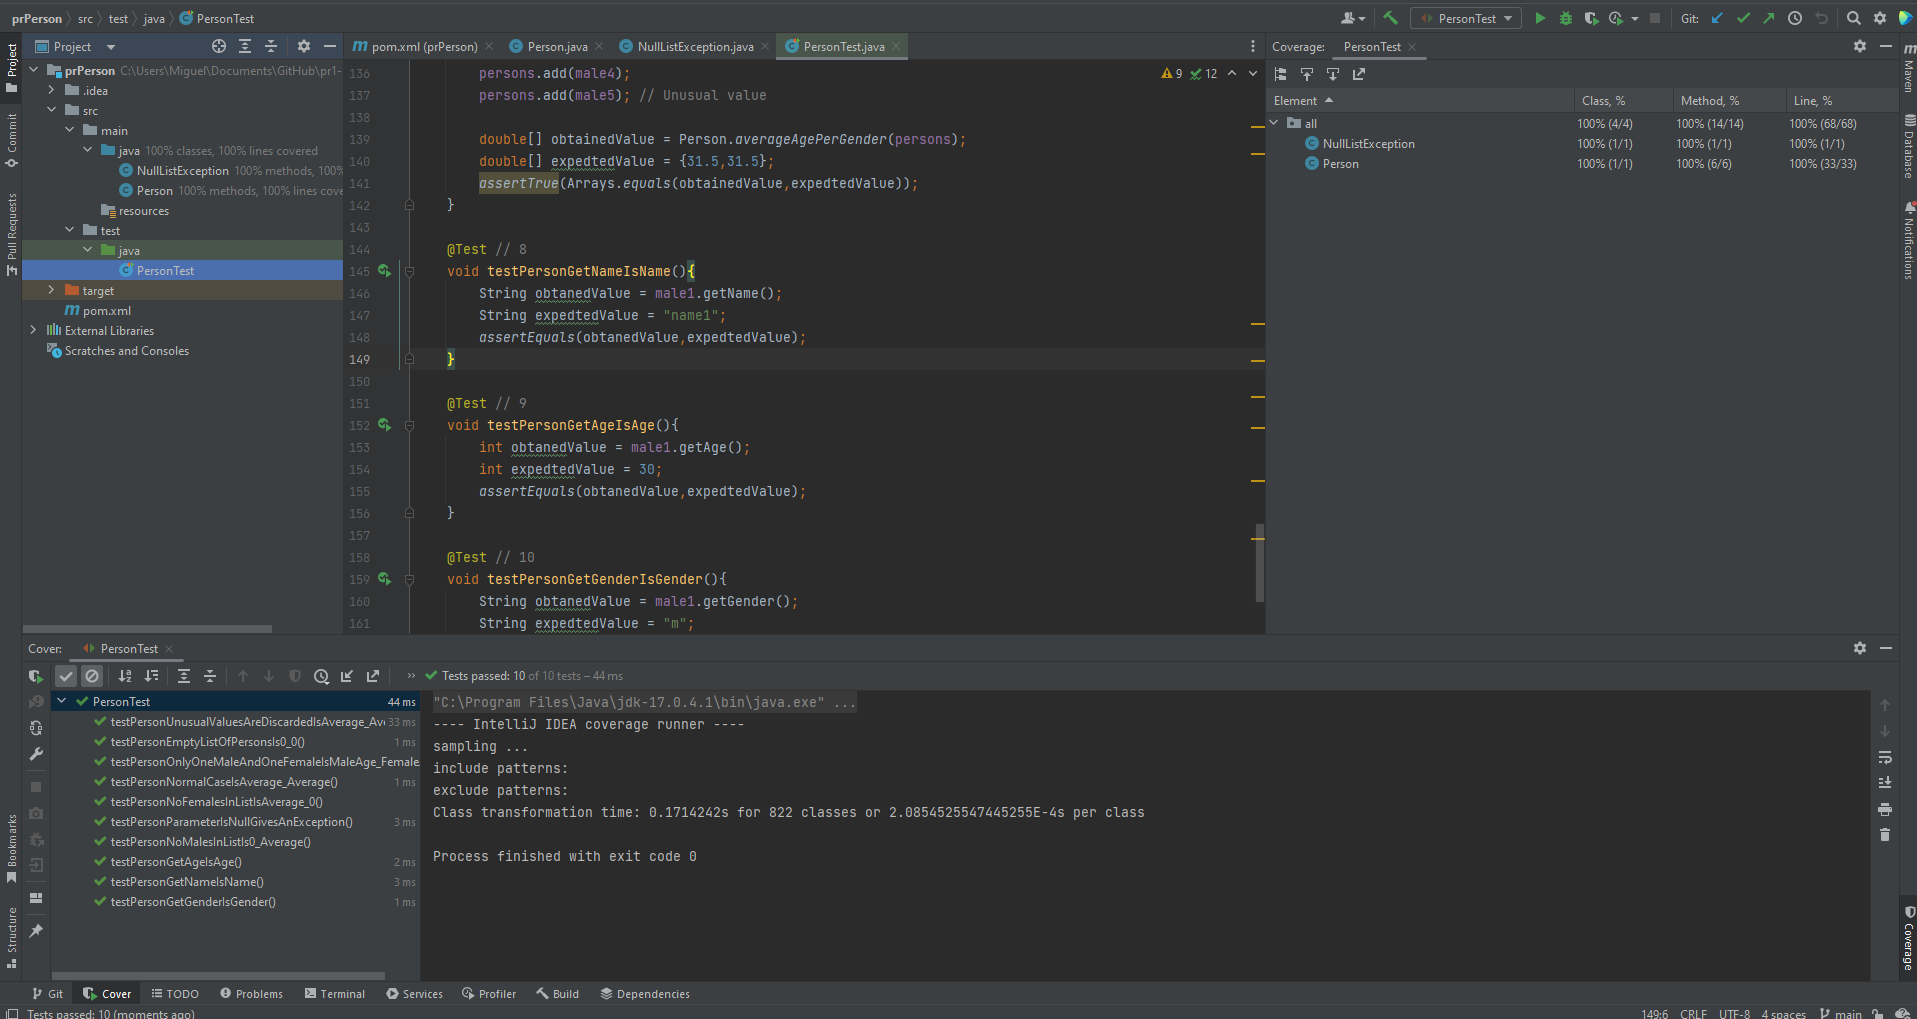 prPerson src test java PersonTest
PersonTest
Git:
Project
pom.xml (prPerson)
Person.java
NullListException.java
PersonTest.java
Coverage:
PersonTest
prPerson C:\Users\Miguel\Documents\GitHub\pr1-
.idea
src
main
java 100% classes, 100% lines covered
NullListException 100% methods, 100%
Person 100% methods, 100% lines cove
resources
test
java
PersonTest
target
pom.xml
External Libraries
Scratches and Consoles
9 12
136 persons.add(male4);
137 persons.add(male5); // Unusual value
138
139 double[] obtainedValue = Person.averageAgePerGender(persons);
140 double[] expedtedValue = {31.5,31.5};
141 assertTrue(Arrays.equals(obtainedValue,expedtedValue));
142 }
143
144 @Test // 8
145 void testPersonGetNameIsName(){
146 String obtanedValue = male1.getName();
147 String expedtedValue = "name1";
148 assertEquals(obtanedValue,expedtedValue);
149 }
150
151 @Test // 9
152 void testPersonGetAgeIsAge(){
153 int obtanedValue = male1.getAge();
154 int expedtedValue = 30;
155 assertEquals(obtanedValue,expedtedValue);
156 }
157
158 @Test // 10
159 void testPersonGetGenderIsGender(){
160 String obtanedValue = male1.getGender();
161 String expedtedValue = "m";
Element Class, % Method, % Line, %
all 100% (4/4) 100% (14/14) 100% (68/68)
NullListException 100% (1/1) 100% (1/1) 100% (1/1)
Person 100% (1/1) 100% (6/6) 100% (33/33)
Project
Commit
Pull Requests
Bookmarks
Structure
Maven
Database
Notifications
Coverage
Cover: PersonTest
Tests passed: 10 of 10 tests – 44 ms
PersonTest 44 ms
testPersonUnusualValuesAreDiscardedIsAverage_Av 33 ms
testPersonEmptyListOfPersonsIs0_0() 1 ms
testPersonOnlyOneMaleAndOneFemaleIsMaleAge_Female
testPersonNormalCaseIsAverage_Average() 1 ms
testPersonNoFemalesInListIsAverage_0()
testPersonParameterIsNullGivesAnException() 3 ms
testPersonNoMalesInListIs0_Average()
testPersonGetAgeIsAge() 2 ms
testPersonGetNameIsName() 3 ms
testPersonGetGenderIsGender() 1 ms
"C:\Program Files\Java\jdk-17.0.4.1\bin\java.exe" ...
---- IntelliJ IDEA coverage runner ----
sampling ...
include patterns:
exclude patterns:
Class transformation time: 0.1714242s for 822 classes or 2.0854525547445255E-4s per class
Process finished with exit code 0
Git Cover TODO Problems Terminal Services Profiler Build Dependencies
Tests passed: 10 (moments ago)
149:6 CRLF UTF-8 4 spaces main